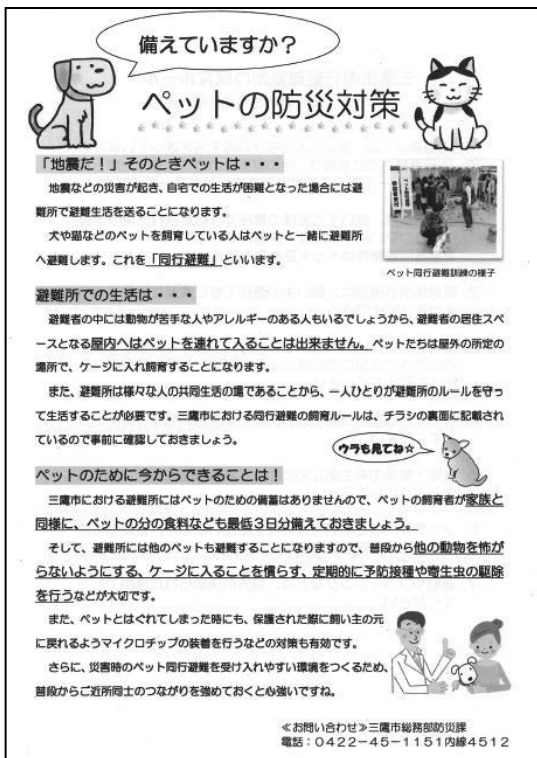 備えていますか？
ペットの防災対策
「地震だ！」そのときペットは・・・
地震などの災害が起き、自宅での生活が困難となった場合には避
難所で避難生活を送ることになります。
犬や猫などのペットを飼育している人はペットと一緒に避難所
へ避難します。これを「同行避難」といいます。
ペット同行避難訓練の様子
避難所での生活は・・・
避難者の中には動物が苦手な人やアレルギーのある人もいるでしょうから、避難者の居住スペ
ースとなる屋内へはペットを連れて入ることは出来ません。ペットたちは屋外の所定の
場所で、ケージに入れ飼育することになります。
また、避難所は様々な人の共同生活の場であることから、一人ひとりが避難所のルールを守っ
て生活することが必要です。三鷹市における同行避難の飼育ルールは、チラシの裏面に記載され
ているので事前に確認しておきましょう。
ウラも見てね☆
ペットのために今からできることは！
三鷹市における避難所にはペットのための備蓄はありませんので、ペットの飼育者が家族と
同様に、ペットの分の食料なども最低３日分備えておきましょう。
そして、避難所には他のペットも避難することになりますので、普段から他の動物を怖が
らないようにする、ケージに入ることを慣らす、定期的に予防接種や寄生虫の駆除
を行うなどが大切です。
また、ペットとはぐれてしまった時にも、保護された際に飼い主の元
に戻れるようマイクロチップの装着を行うなどの対策も有効です。
さらに、災害時のペット同行避難を受け入れやすい環境をつくるため、
普段からご近所同士のつながりを強めておくと心強いですね。
≪お問い合わせ≫三鷹市総務部防災課
電話：０４２２－４５－１１５１内線４５１２